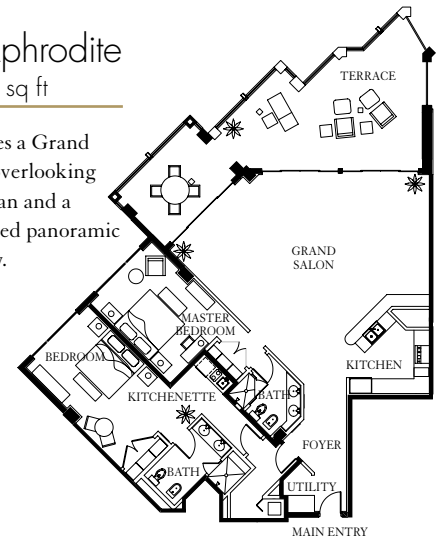 phrodite
sq ft
es a Grand
verlooking
an and a
ed panoramic
.
TERRACE
GRAND
SALON
MASTER
BEDROOM
BEDROOM
KITCHEN
KITCHENETTE
BATH
FOYER
BATH
UTILITY
MAIN ENTRY